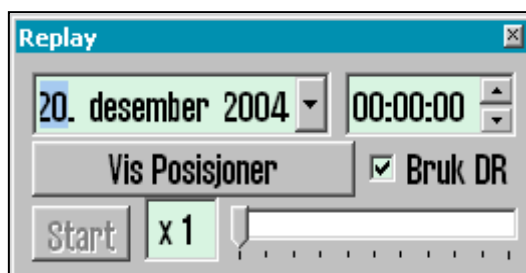 Replay
20. desember 2004 00:00:00
Vis Posisjoner Bruk DR
Start x 1